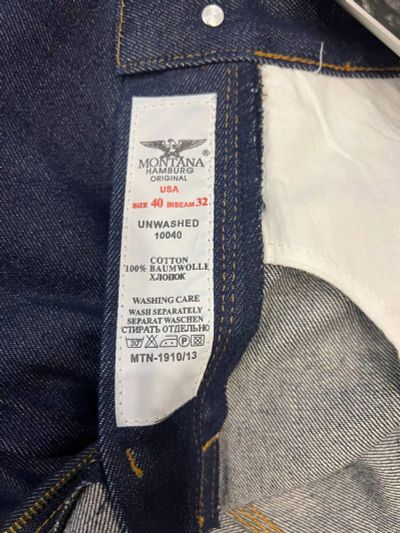 MONTANA
HAMBURG
ORIGINAL
USA
SIZE 40 INSEAM 32
UNWASHED
10040
COTTON
100% BAUMWOLLE
ХЛОПОК
WASHING CARE
WASH SEPARATELY
SEPARAT WASCHEN
СТИРАТЬ ОТДЕЛЬНО
30 P
MTN-1910/13